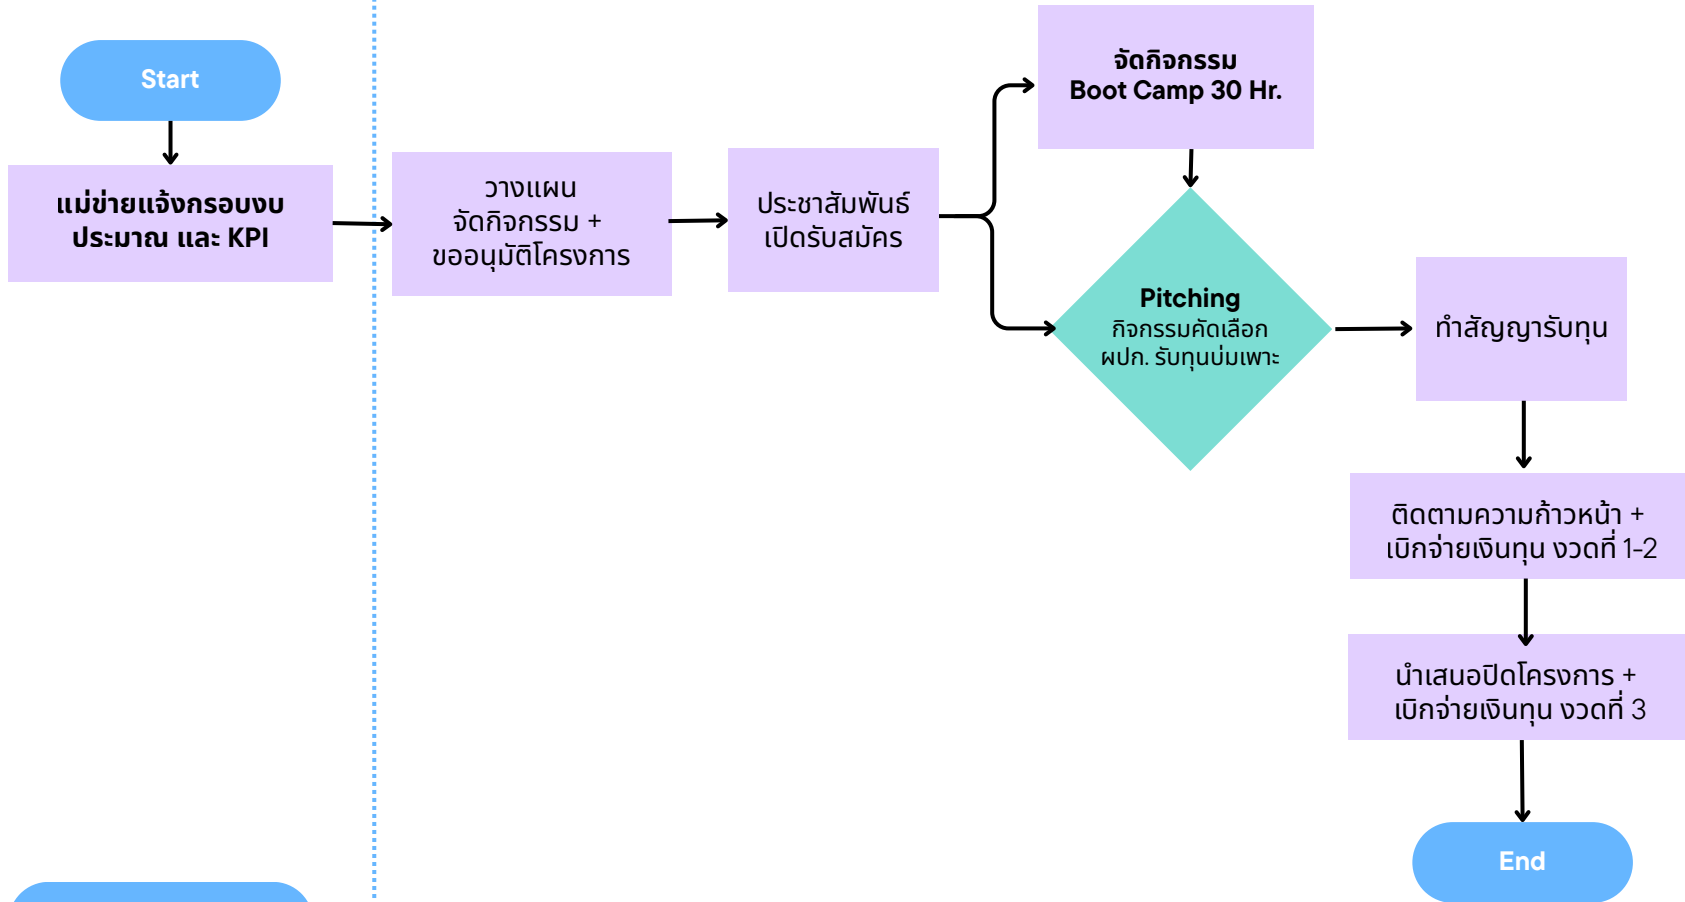 Start
แม่ข่ายแจ้งกรอบงบ
ประมาณ และ KPI
วางแผน
จัดกิจกรรม +
ขออนุมัติโครงการ
ประชาสัมพันธ์
เปิดรับสมัคร
จัดกิจกรรม
Boot Camp 30 Hr.
Pitching
กิจกรรมคัดเลือก
ผปก. รับทุนบ่มเพาะ
ทำสัญญารับทุน
ติดตามความก้าวหน้า +
เบิกจ่ายเงินทุน งวดที่ 1-2
นำเสนอปิดโครงการ +
เบิกจ่ายเงินทุน งวดที่ 3
End